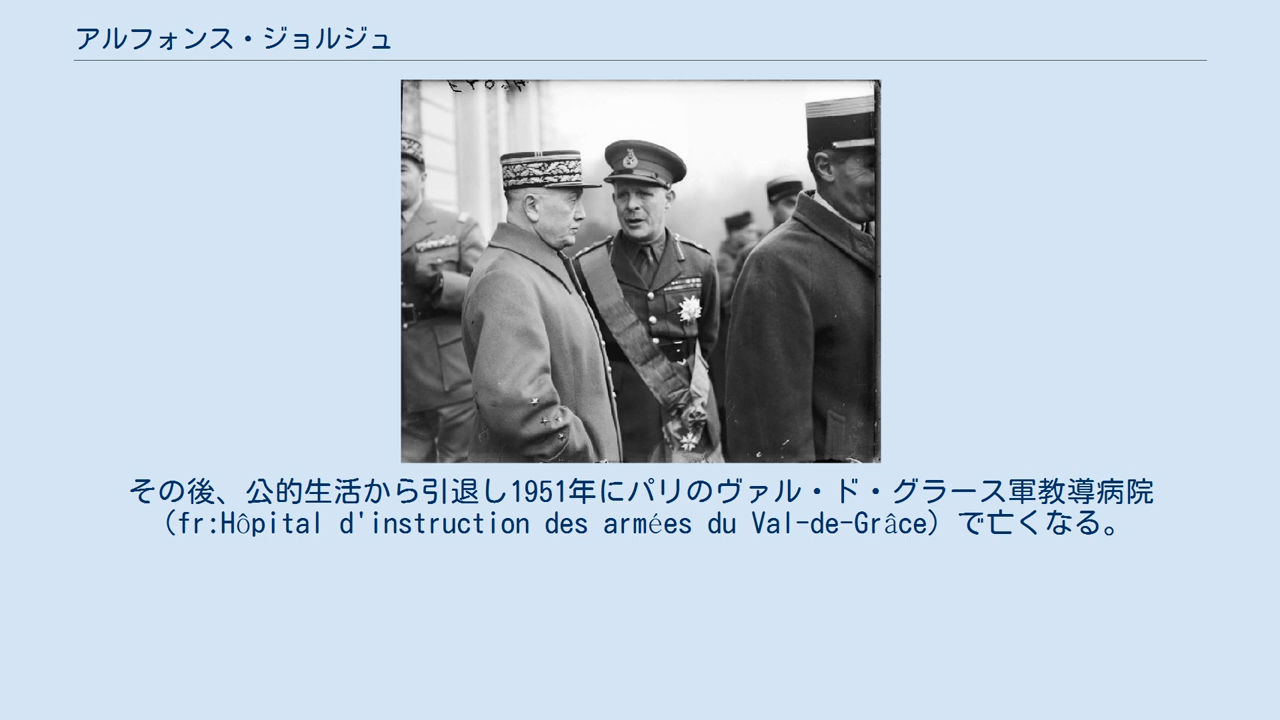 アルフォンス・ジョルジュ
その後、公的生活から引退し1951年にパリのヴァル・ド・グラース軍教導病院
（fr:Hôpital d'instruction des armées du Val-de-Grâce）で亡くなる。